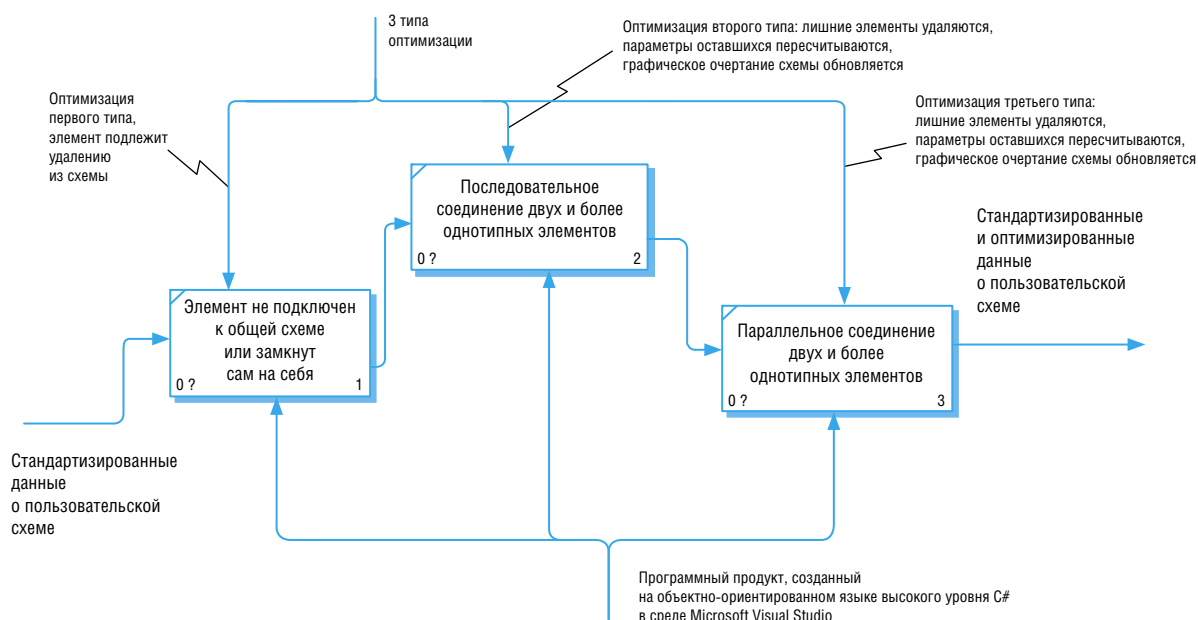 3 типа
оптимизации
Оптимизация второго типа: лишние элементы удаляются,
параметры оставшихся пересчитываются,
графическое очертание схемы обновляется
Оптимизация
первого типа,
элемент подлежит
удалению
из схемы
Оптимизация третьего типа:
лишние элементы удаляются,
параметры оставшихся пересчитываются,
графическое очертание схемы обновляется
Последовательное
соединение двух и более
однотипных элементов
0 ? 2
Стандартизированные
и оптимизированные
данные
о пользовательской
схеме
Элемент не подключен
к общей схеме
или замкнут
сам на себя
0 ? 1
Параллельное соединение
двух и более
однотипных элементов
0 ? 3
Стандартизированные
данные
о пользовательской
схеме
Программный продукт, созданный
на объектно-ориентированном языке высокого уровня C#
в среде Microsoft Visual Studio